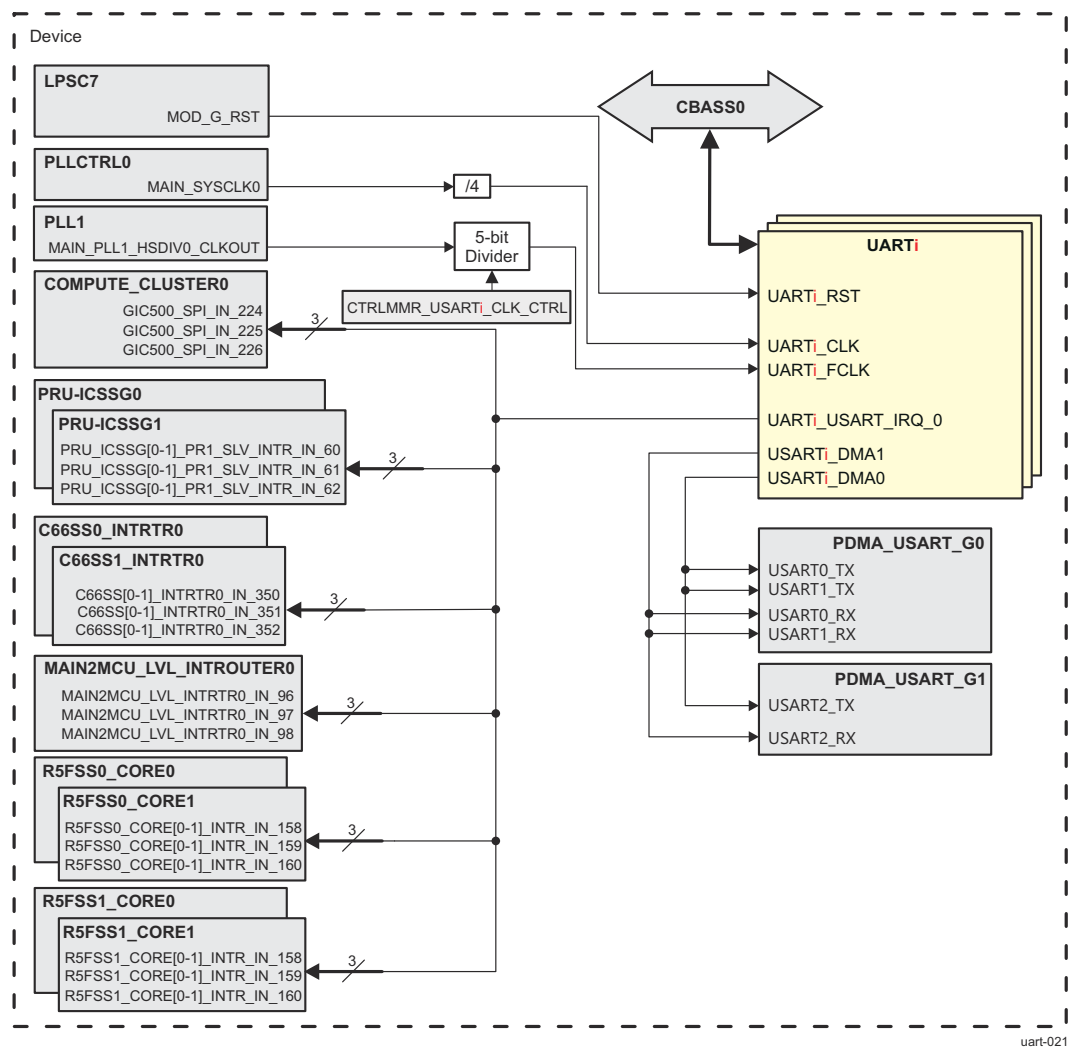 Device
LPSC7
MOD_G_RST
CBASS0
PLLCTRL0
MAIN_SYSCLK0
/4
PLL1
MAIN_PLL1_HSDIV0_CLKOUT
5-bit
Divider
CTRLMMR_USARTi_CLK_CTRL
COMPUTE_CLUSTER0
GIC500_SPI_IN_224
GIC500_SPI_IN_225
GIC500_SPI_IN_226
3
UARTi
UARTi_RST
UARTi_CLK
UARTi_FCLK
UARTi_USART_IRQ_0
USARTi_DMA1
USARTi_DMA0
PRU-ICSSG0
PRU-ICSSG1
PRU_ICSSG[0-1]_PR1_SLV_INTR_IN_60
PRU_ICSSG[0-1]_PR1_SLV_INTR_IN_61
PRU_ICSSG[0-1]_PR1_SLV_INTR_IN_62
3
C66SS0_INTRTR0
C66SS1_INTRTR0
C66SS[0-1]_INTRTR0_IN_350
C66SS[0-1]_INTRTR0_IN_351
C66SS[0-1]_INTRTR0_IN_352
3
PDMA_USART_G0
USART0_TX
USART1_TX
USART0_RX
USART1_RX
MAIN2MCU_LVL_INTROUTER0
MAIN2MCU_LVL_INTRTR0_IN_96
MAIN2MCU_LVL_INTRTR0_IN_97
MAIN2MCU_LVL_INTRTR0_IN_98
3
PDMA_USART_G1
USART2_TX
USART2_RX
R5FSS0_CORE0
R5FSS0_CORE1
R5FSS0_CORE[0-1]_INTR_IN_158
R5FSS0_CORE[0-1]_INTR_IN_159
R5FSS0_CORE[0-1]_INTR_IN_160
3
R5FSS1_CORE0
R5FSS1_CORE1
R5FSS1_CORE[0-1]_INTR_IN_158
R5FSS1_CORE[0-1]_INTR_IN_159
R5FSS1_CORE[0-1]_INTR_IN_160
3
uart-021